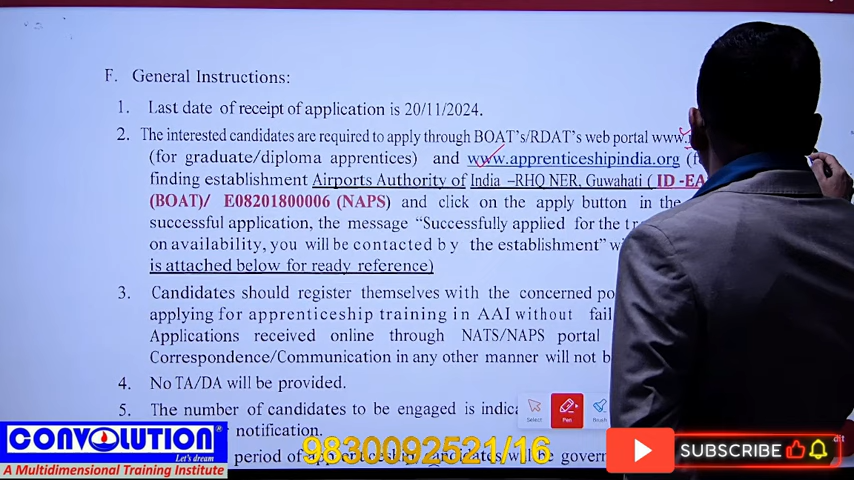 F. General Instructions:
1. Last date of receipt of application is 20/11/2024.
2. The interested candidates are required to apply through BOAT's/RDAT's web portal www.
(for graduate/diploma apprentices) and www.apprenticeshipindia.org
finding establishment Airports Authority of India –RHQ NER, Guwahati ( ID -EA
(BOAT)/ E08201800006 (NAPS) and click on the apply button in the
successful application, the message “Successfully applied for the
on availability, you will be contacted by the establishment”
is attached below for ready reference)
3. Candidates should register themselves with the concerned
applying for apprenticeship training in AAI without
Applications received online through NATS/NAPS portal
Correspondence/Communication in any other manner will not
4. No TA/DA will be provided.
5. The number of candidates to be engaged is
notification.
period of apprenticeship candidates will be
Select
Pen
Brush
CONVOLUTION
Let's dream
A Multidimensional Training Institute
9830092521/16
SUBSCRIBE